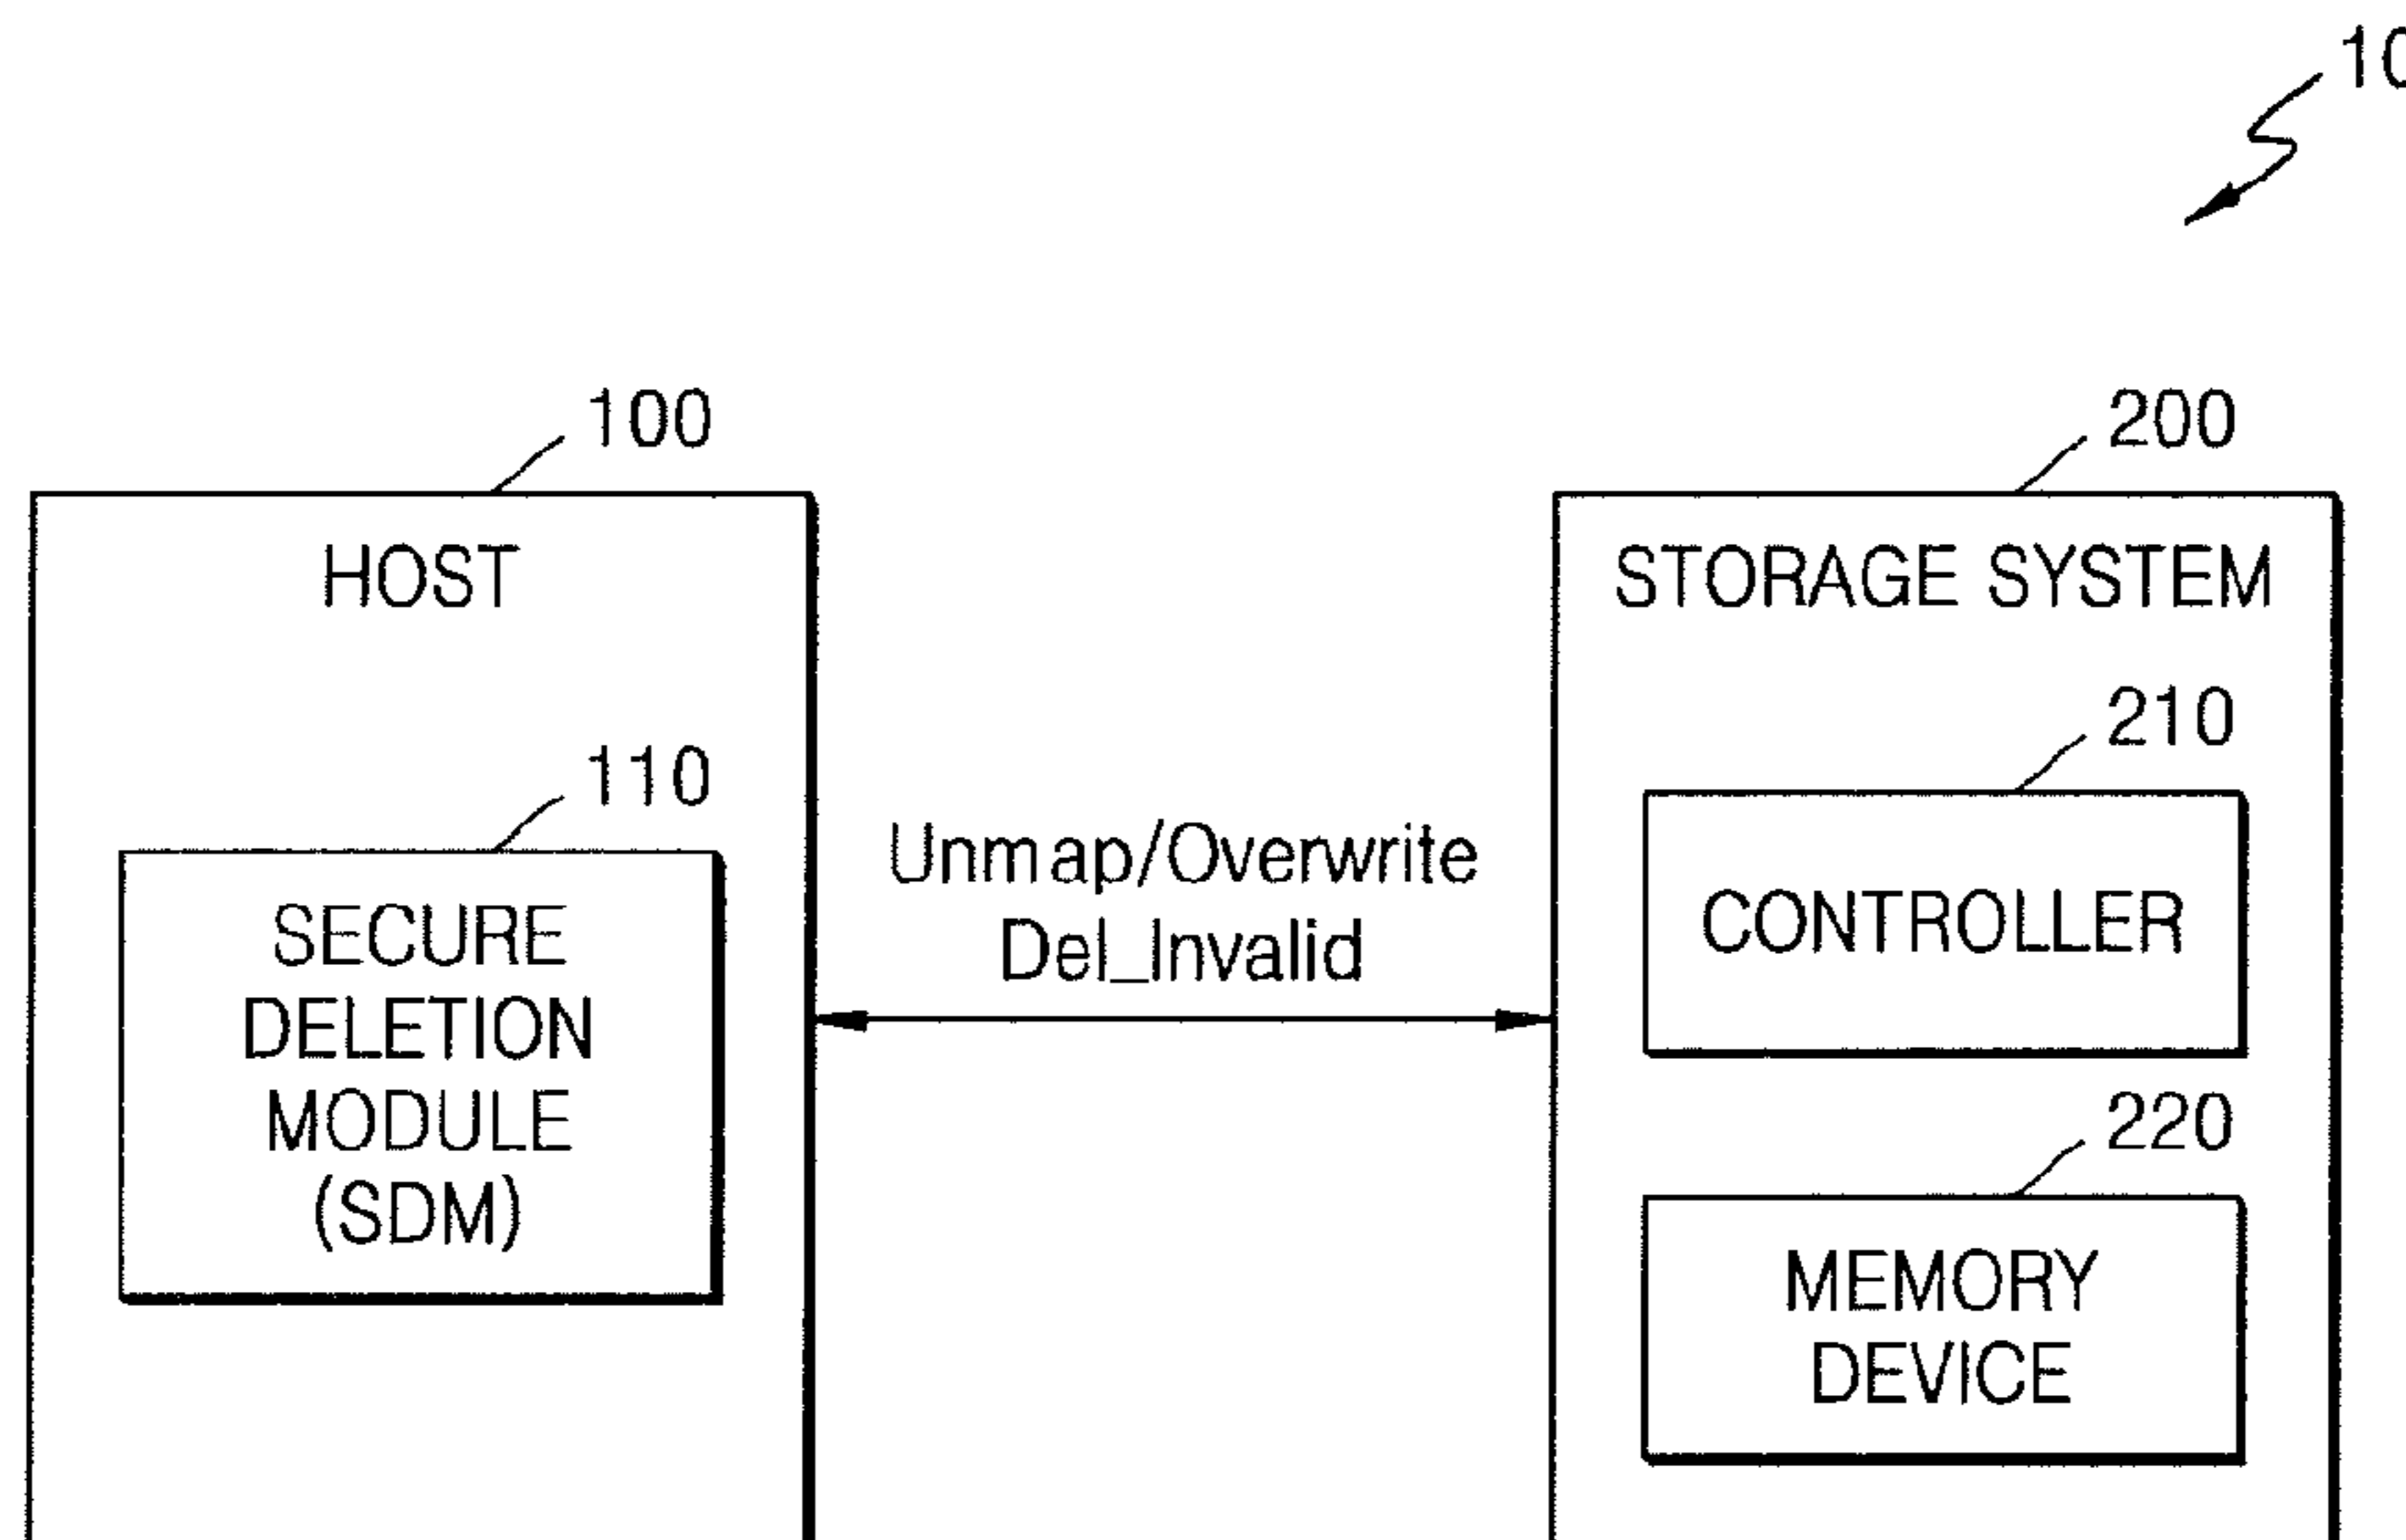 10
100
HOST
110
SECURE
DELETION
MODULE
(SDM)
Unmap/Overwrite
Del_Invalid
200
STORAGE SYSTEM
210
CONTROLLER
220
MEMORY
DEVICE